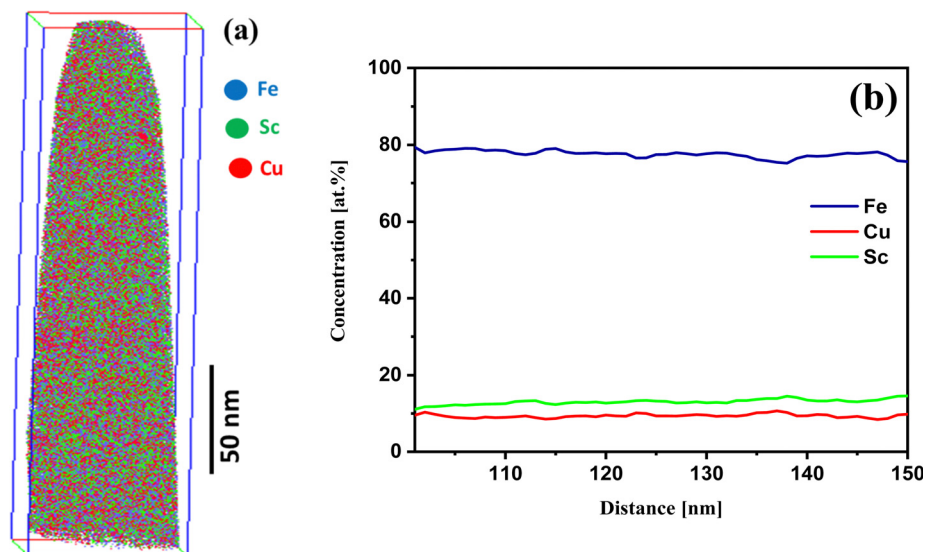 (a)
Fe
Sc
Cu
50 nm
(b)
Concentration [at.%]
100
80
60
40
20
0
Fe
Cu
Sc
110
120
130
140
150
Distance [nm]